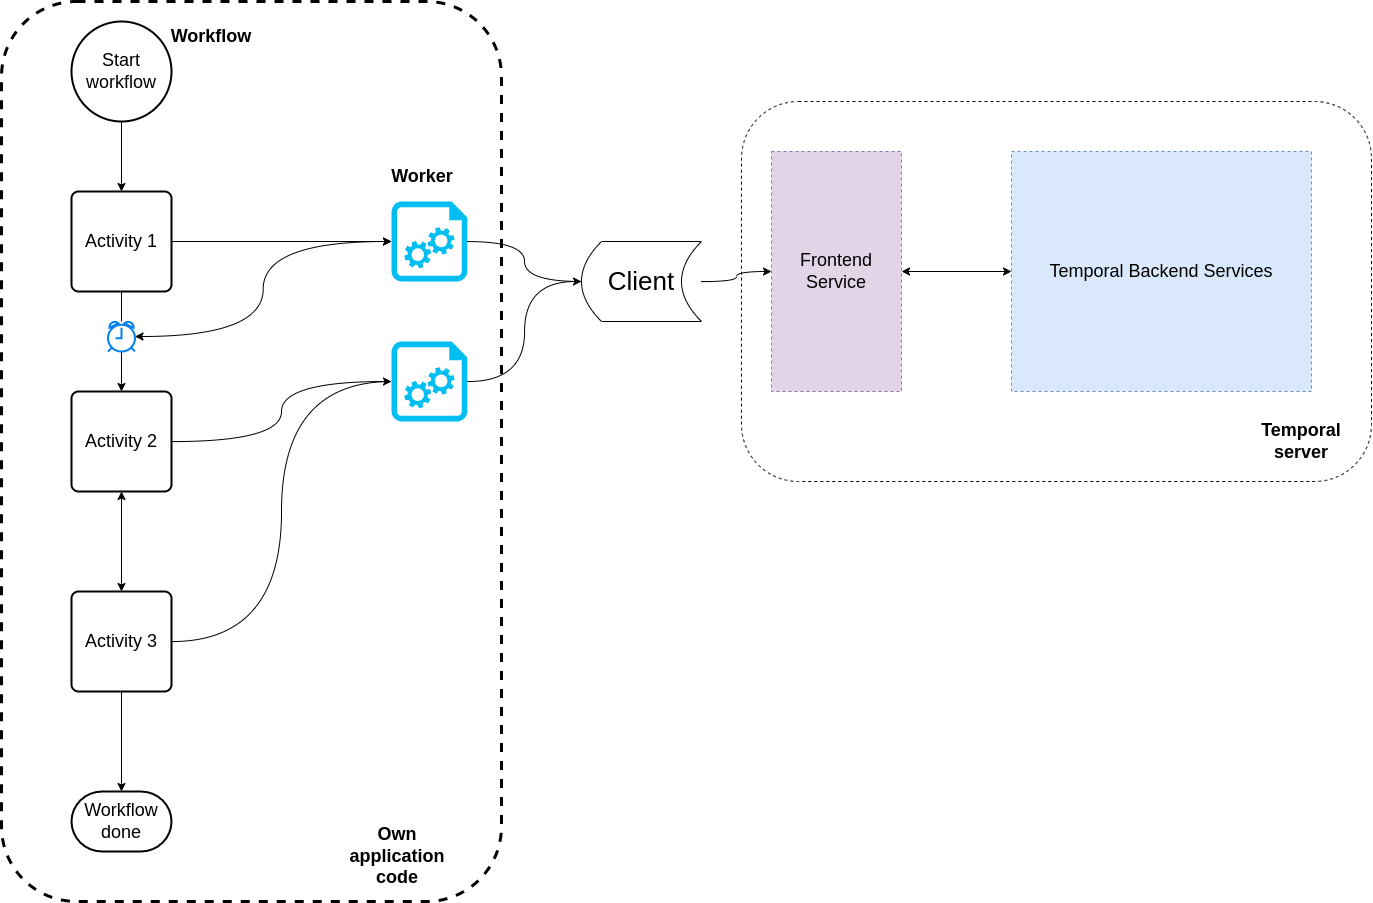 Start
workflow
Workflow
Worker
Activity 1
Activity 2
Activity 3
Workflow
done
Own
application
code
Client
Frontend
Service
Temporal Backend Services
Temporal
server